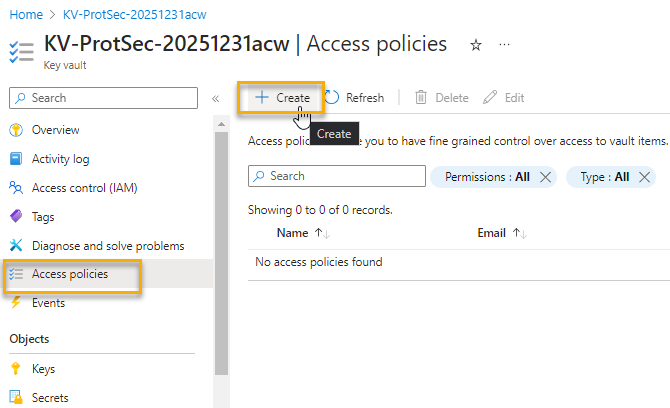 Home > KV-ProtSec-20251231acw >
KV-ProtSec-20251231acw | Access policies
Key vault
Search
Overview
Activity log
Access control (IAM)
Tags
Diagnose and solve problems
Access policies
Events
Objects
Keys
Secrets
Create Refresh Delete Edit
Create
Access polici you to have fine grained control over access to vault items.
Search Permissions : All Type : All
Showing 0 to 0 of 0 records.
Name Email
No access policies found